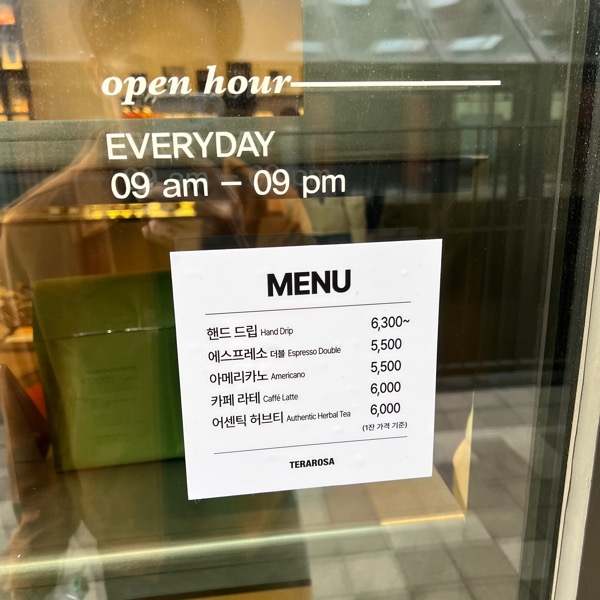 open hour
EVERYDAY
09 am – 09 pm
MENU
핸드 드립 Hand Drip 6,300~
에스프레소 더블 Espresso Double 5,500
아메리카노 Americano 5,500
카페 라테 Caffé Latte 6,000
어센틱 허브티 Authentic Herbal Tea 6,000
(1잔 가격 기준)
TERAROSA